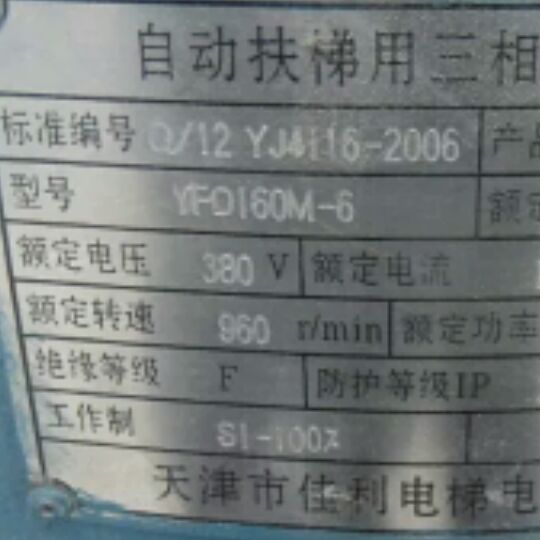 自动扶梯用三相
标准编号 Q/12 YJ4116-2006 产品
型号 YFD160M-6 额定
额定电压 380 V 额定电流
额定转速 960 r/min 额定功率
绝缘等级 F 防护等级IP
工作制 S1-100%
天津市佳利电梯电